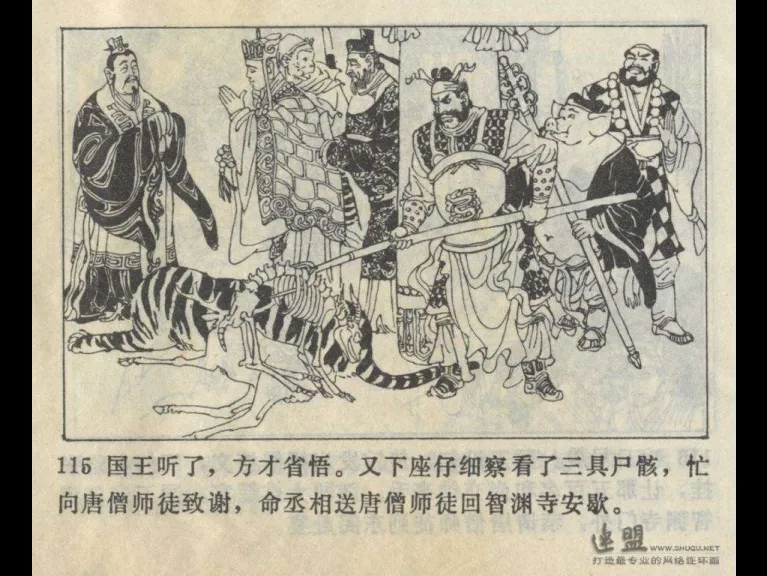 115 国王听了，方才省悟。又下座仔细察看了三具尸骸，忙
向唐僧师徒致谢，命丞相送唐僧师徒回智渊寺安歇。
连盟 WWW.SHUQU.NET
打造最专业的网络连环画